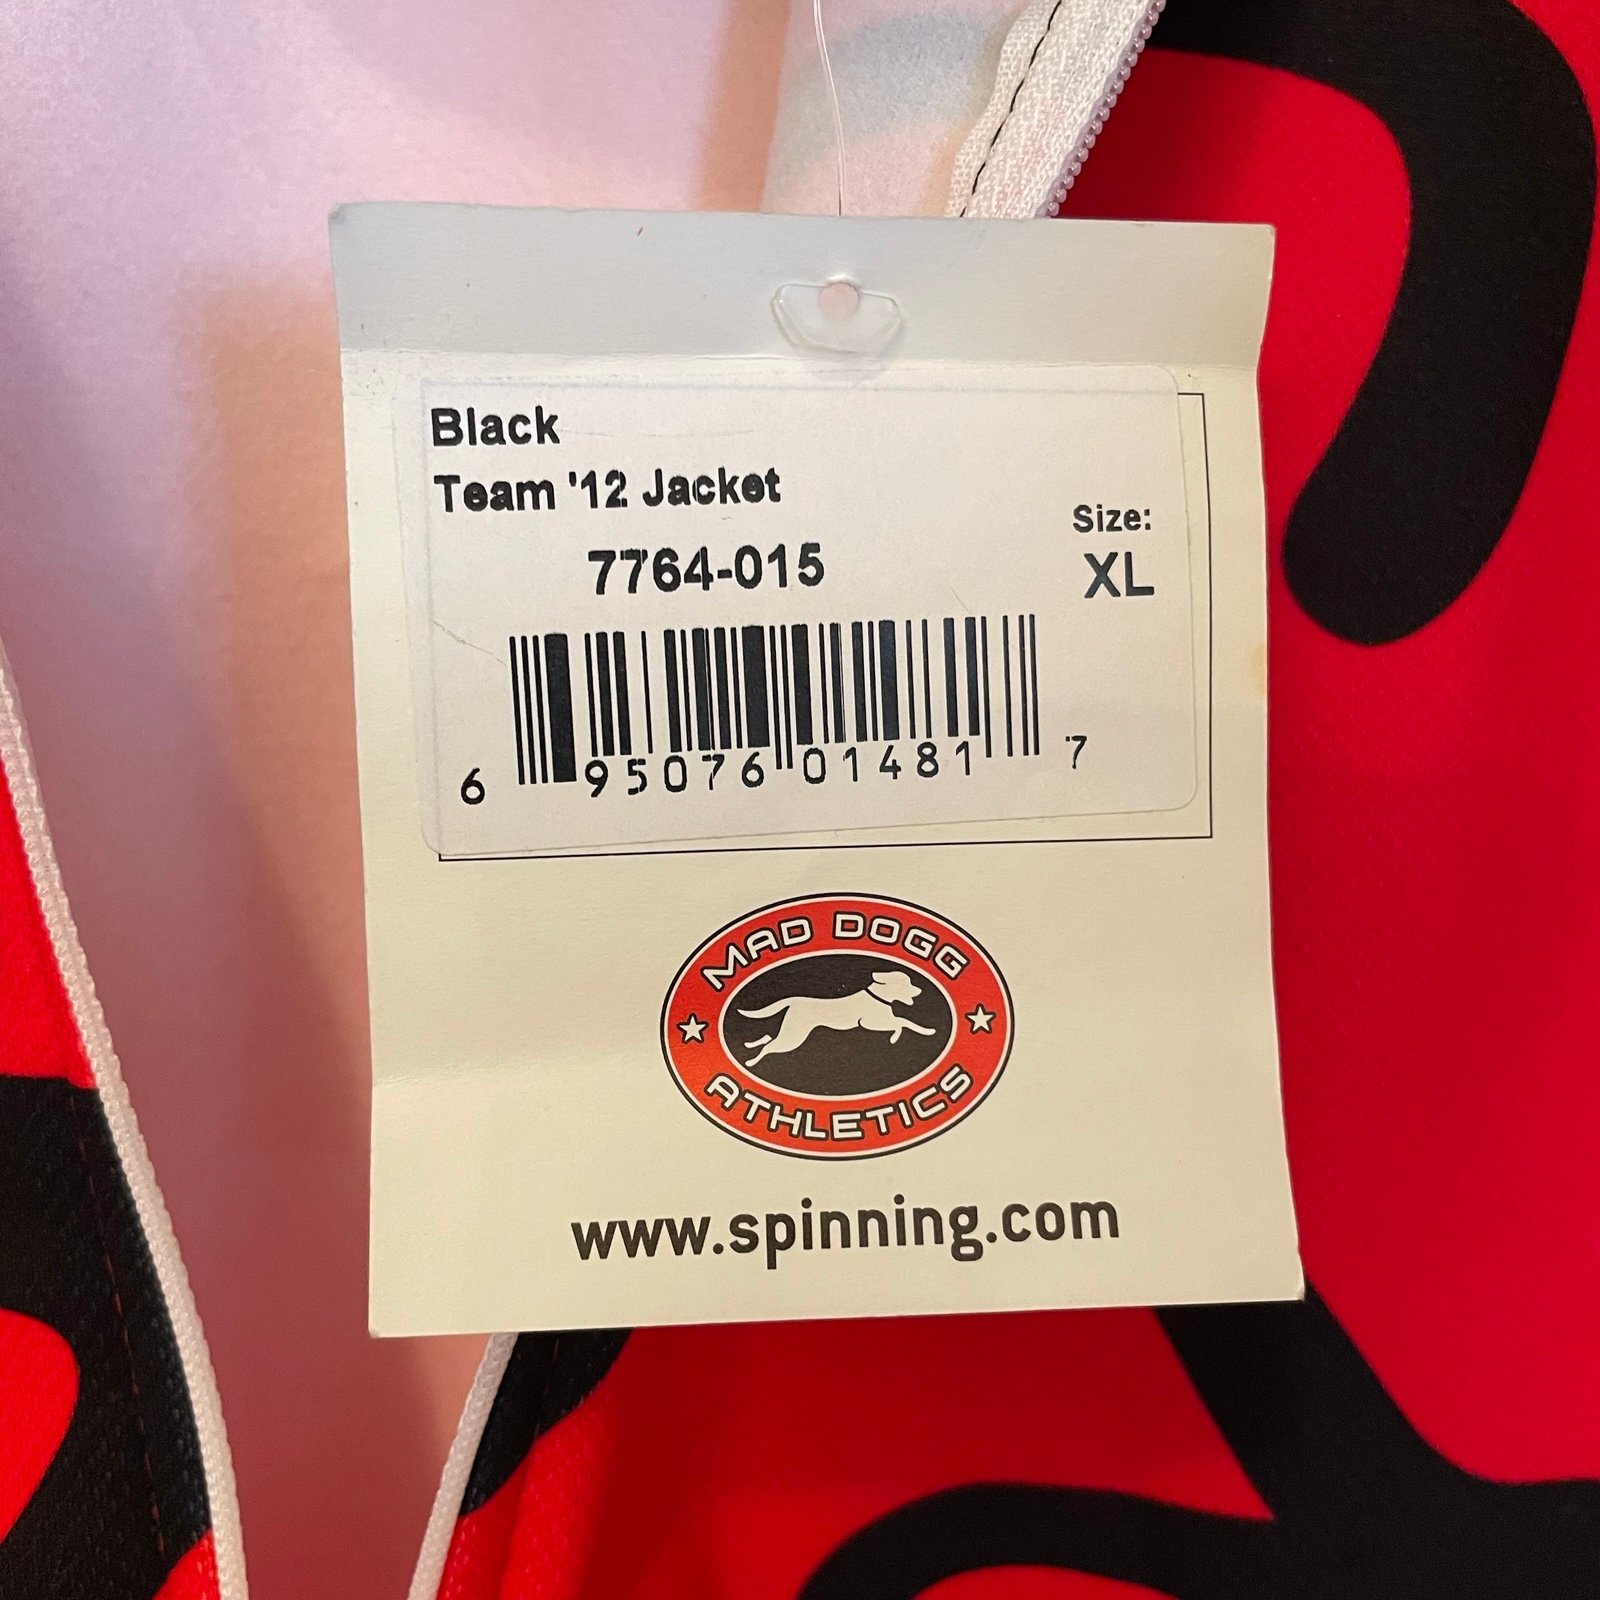 Black
Team '12 Jacket
7764-015
Size:
XL
6 95076 01481 7
MAD DOGG
ATHLETICS
www.spinning.com